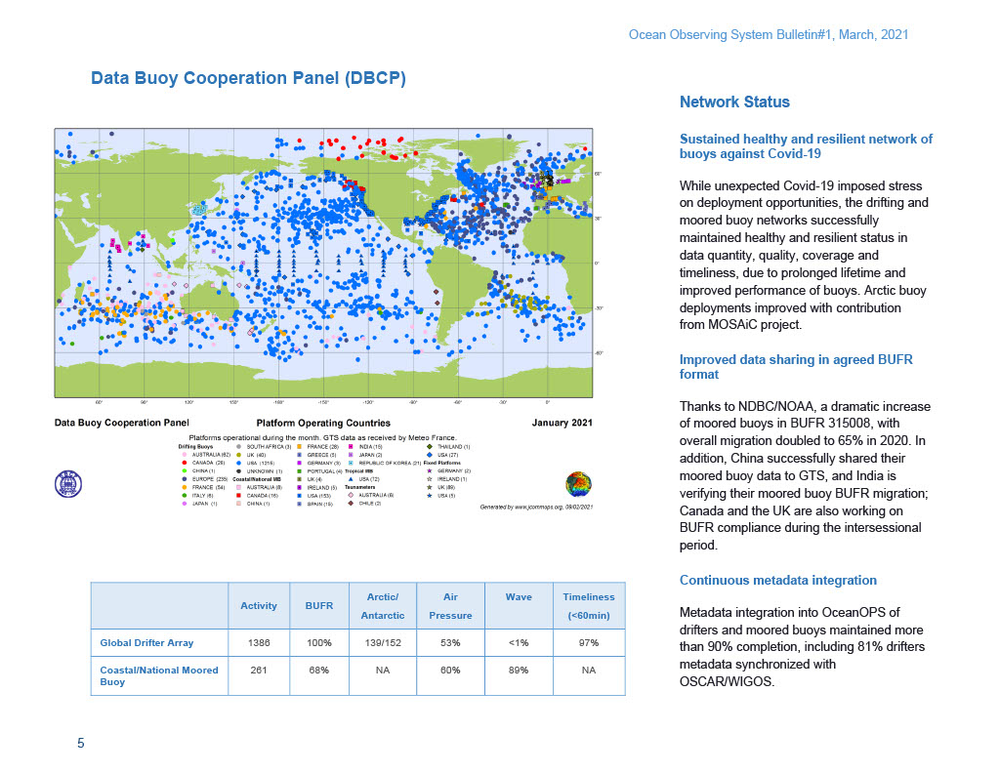 Ocean Observing System Bulletin#1, March, 2021
Data Buoy Cooperation Panel (DBCP)
60°
30°
0°
-30°
-60°
60°
90°
120°
150°
-180°
-150°
-120°
-90°
-60°
-30°
0°
Data Buoy Cooperation Panel
Platform Operating Countries
January 2021
Platforms operational during the month. GTS data as received by Meteo France.
Drifting Buoys
AUSTRALIA (62)
CANADA (28)
CHINA (1)
EUROPE (235)
FRANCE (54)
ITALY (6)
JAPAN (1)
SOUTH AFRICA (3)
UK (40)
USA (1215)
UNKNOWN (1)
Coastal/National MB
AUSTRALIA (8)
CANADA (16)
CHINA (1)
FRANCE (28)
GREECE (5)
GERMANY (3)
PORTUGAL (4)
UK (4)
IRELAND (5)
USA (153)
SPAIN (15)
INDIA (15)
JAPAN (2)
REPUBLIC OF KOREA (21)
Tropical MB
USA (72)
Tsunameters
AUSTRALIA (6)
CHILE (2)
THAILAND (1)
USA (27)
Fixed Platforms
GERMANY (2)
IRELAND (1)
UK (89)
USA (5)
Generated by www.jcommops.org, 09/02/2021
Activity
BUFR
Arctic/
Antarctic
Air
Pressure
Wave
Timeliness
(<60min)
Global Drifter Array 1386 100% 139/152 53% <1% 97%
Coastal/National Moored
Buoy
261 68% NA 60% 89% NA
Network Status
Sustained healthy and resilient network of
buoys against Covid-19
While unexpected Covid-19 imposed stress
on deployment opportunities, the drifting and
moored buoy networks successfully
maintained healthy and resilient status in
data quantity, quality, coverage and
timeliness, due to prolonged lifetime and
improved performance of buoys. Arctic buoy
deployments improved with contribution
from MOSAiC project.
Improved data sharing in agreed BUFR
format
Thanks to NDBC/NOAA, a dramatic increase
of moored buoys in BUFR 315008, with
overall migration doubled to 65% in 2020. In
addition, China successfully shared their
moored buoy data to GTS, and India is
verifying their moored buoy BUFR migration;
Canada and the UK are also working on
BUFR compliance during the intersessional
period.
Continuous metadata integration
Metadata integration into OceanOPS of
drifters and moored buoys maintained more
than 90% completion, including 81% drifters
metadata synchronized with
OSCAR/WIGOS.
5